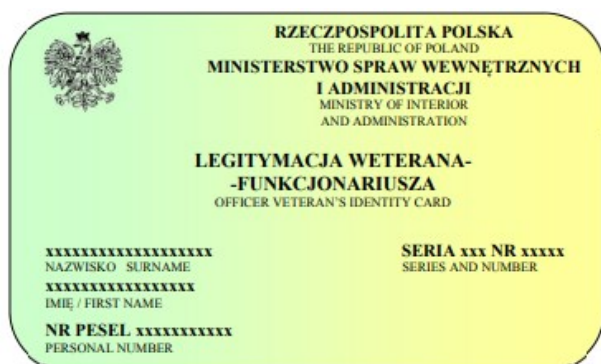 RZECZPOSPOLITA POLSKA
THE REPUBLIC OF POLAND
MINISTERSTWO SPRAW WEWNĘTRZNYCH
I ADMINISTRACJI
MINISTRY OF INTERIOR
AND ADMINISTRATION
LEGITYMACJA WETERANA-
-FUNKCJONARIUSZA
OFFICER VETERAN'S IDENTITY CARD
xxxxxxxxxxxxxxxxxxx
NAZWISKO SURNAME
xxxxxxxxxxxxxxxxx
IMIĘ / FIRST NAME
NR PESEL xxxxxxxxxxx
PERSONAL NUMBER
SERIA xxx NR xxxxx
SERIES AND NUMBER